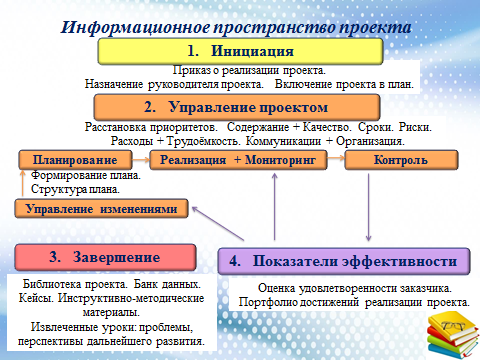 Информационное пространство проекта
1. Инициация
Приказ о реализации проекта.
Назначение руководителя проекта. Включение проекта в план.
2. Управление проектом
Расстановка приоритетов. Содержание + Качество. Сроки. Риски.
Расходы + Трудоёмкость. Коммуникации + Организация.
Планирование
Реализация + Мониторинг
Контроль
Формирование плана.
Структура плана.
Управление изменениями
3. Завершение
Библиотека проекта. Банк данных.
Кейсы. Инструктивно-методические
материалы.
Извлеченные уроки: проблемы,
перспективы дальнейшего развития.
4. Показатели эффективности
Оценка удовлетворенности заказчика.
Портфолио достижений реализации проекта.